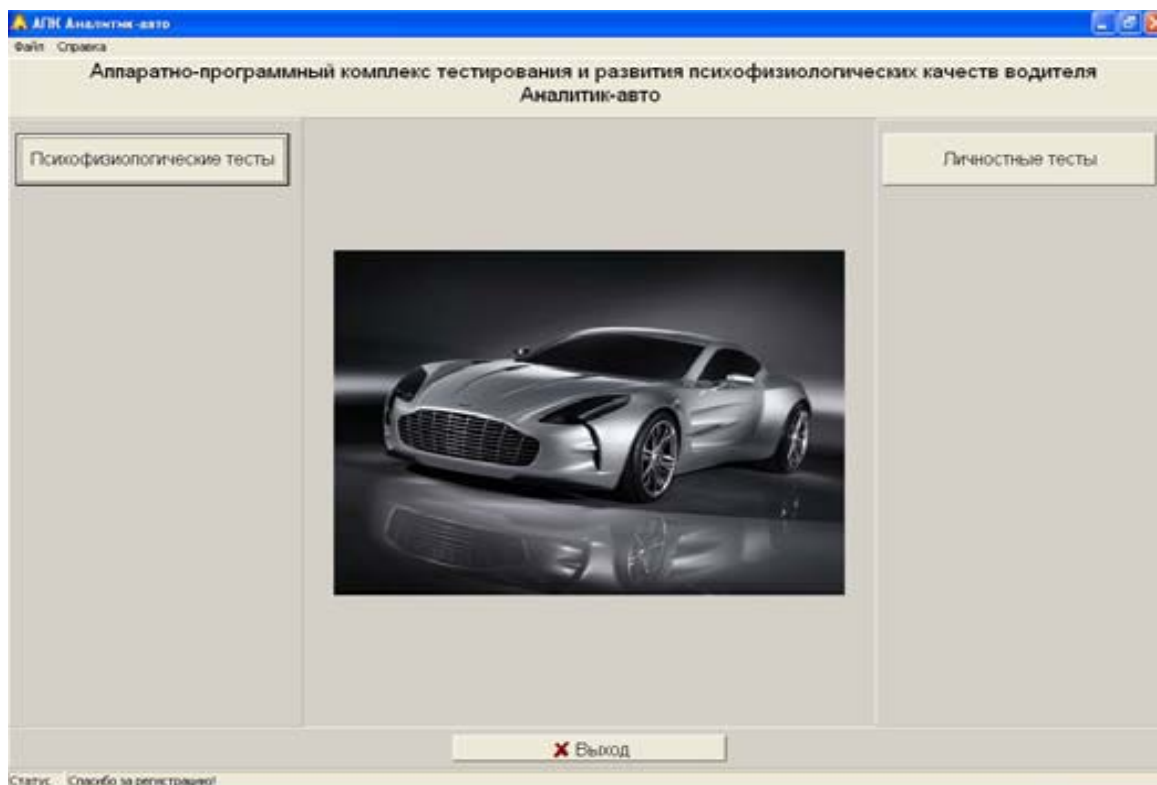 АПК Аналитик-авто
Файл Справка
Аппаратно-программный комплекс тестирования и развития психофизиологических качеств водителя
Аналитик-авто
Психофизиологические тесты
Личностные тесты
Выход
Статус Спасибо за регистрацию!